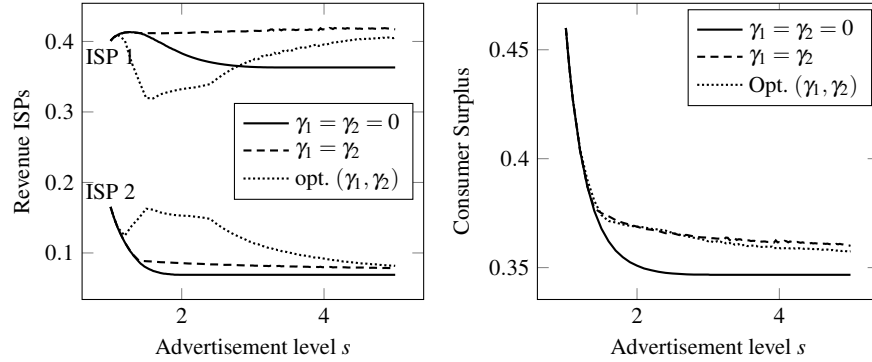 0.4
0.3
0.2
0.1
2
4
Revenue ISPs
Advertisement level s
ISP 1
ISP 2
γ₁ = γ₂ = 0
γ₁ = γ₂
opt. (γ₁, γ₂)
0.45
0.4
0.35
2
4
Consumer Surplus
Advertisement level s
γ₁ = γ₂ = 0
γ₁ = γ₂
Opt. (γ₁, γ₂)